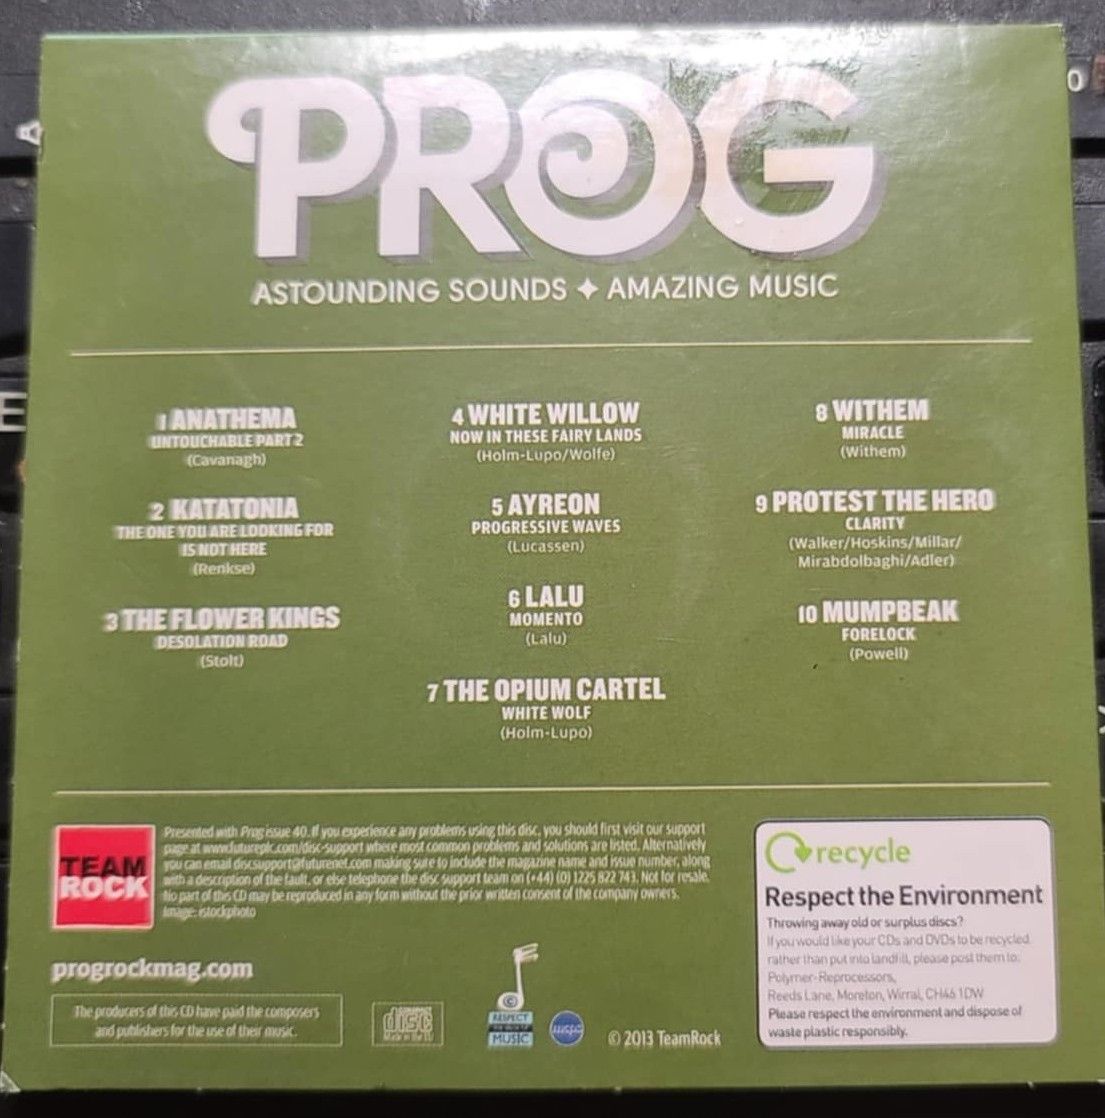 PROG
ASTOUNDING SOUNDS ✦ AMAZING MUSIC
1 ANATHEMA
UNTOUCHABLE PART 2
(Cavanagh)
2 KATATONIA
THE ONE YOU ARE LOOKING FOR
IS NOT HERE
(Renkse)
3 THE FLOWER KINGS
DESOLATION ROAD
(Stolt)
4 WHITE WILLOW
NOW IN THESE FAIRY LANDS
(Holm-Lupo/Wolfe)
5 AYREON
PROGRESSIVE WAVES
(Lucassen)
6 LALU
MOMENTO
(Lalu)
7 THE OPIUM CARTEL
WHITE WOLF
(Holm-Lupo)
8 WITHEM
MIRACLE
(Withem)
9 PROTEST THE HERO
CLARITY
(Walker/Hoskins/Millar/
Mirabdolbaghi/Adler)
10 MUMPBEAK
FORELOCK
(Powell)
TEAM
ROCK
Presented with Prog issue 40. If you experience any problems using this disc, you should first visit our support
page at www.futureplc.com/disc-support where most common problems and solutions are listed. Alternatively
you can email discsupport@futurenet.com making sure to include the magazine name and issue number, along
with a description of the fault, or else telephone the disc support team on (+44) (0) 1225 822 743. Not for resale.
No part of this CD may be reproduced in any form without the prior written consent of the company owners.
Image: istockphoto
progrockmag.com
The producers of this CD have paid the composers
and publishers for the use of their music.
disc
Made in the EU
©
RESPECT
MUSIC
mcps
© 2013 TeamRock
recycle
Respect the Environment
Throwing away old or surplus discs?
If you would like your CDs and DVDs to be recycled
rather than put into landfill, please post them to:
Polymer-Reprocessors,
Reeds Lane, Moreton, Wirral, CH46 1DW
Please respect the environment and dispose of
waste plastic responsibly.
E
0